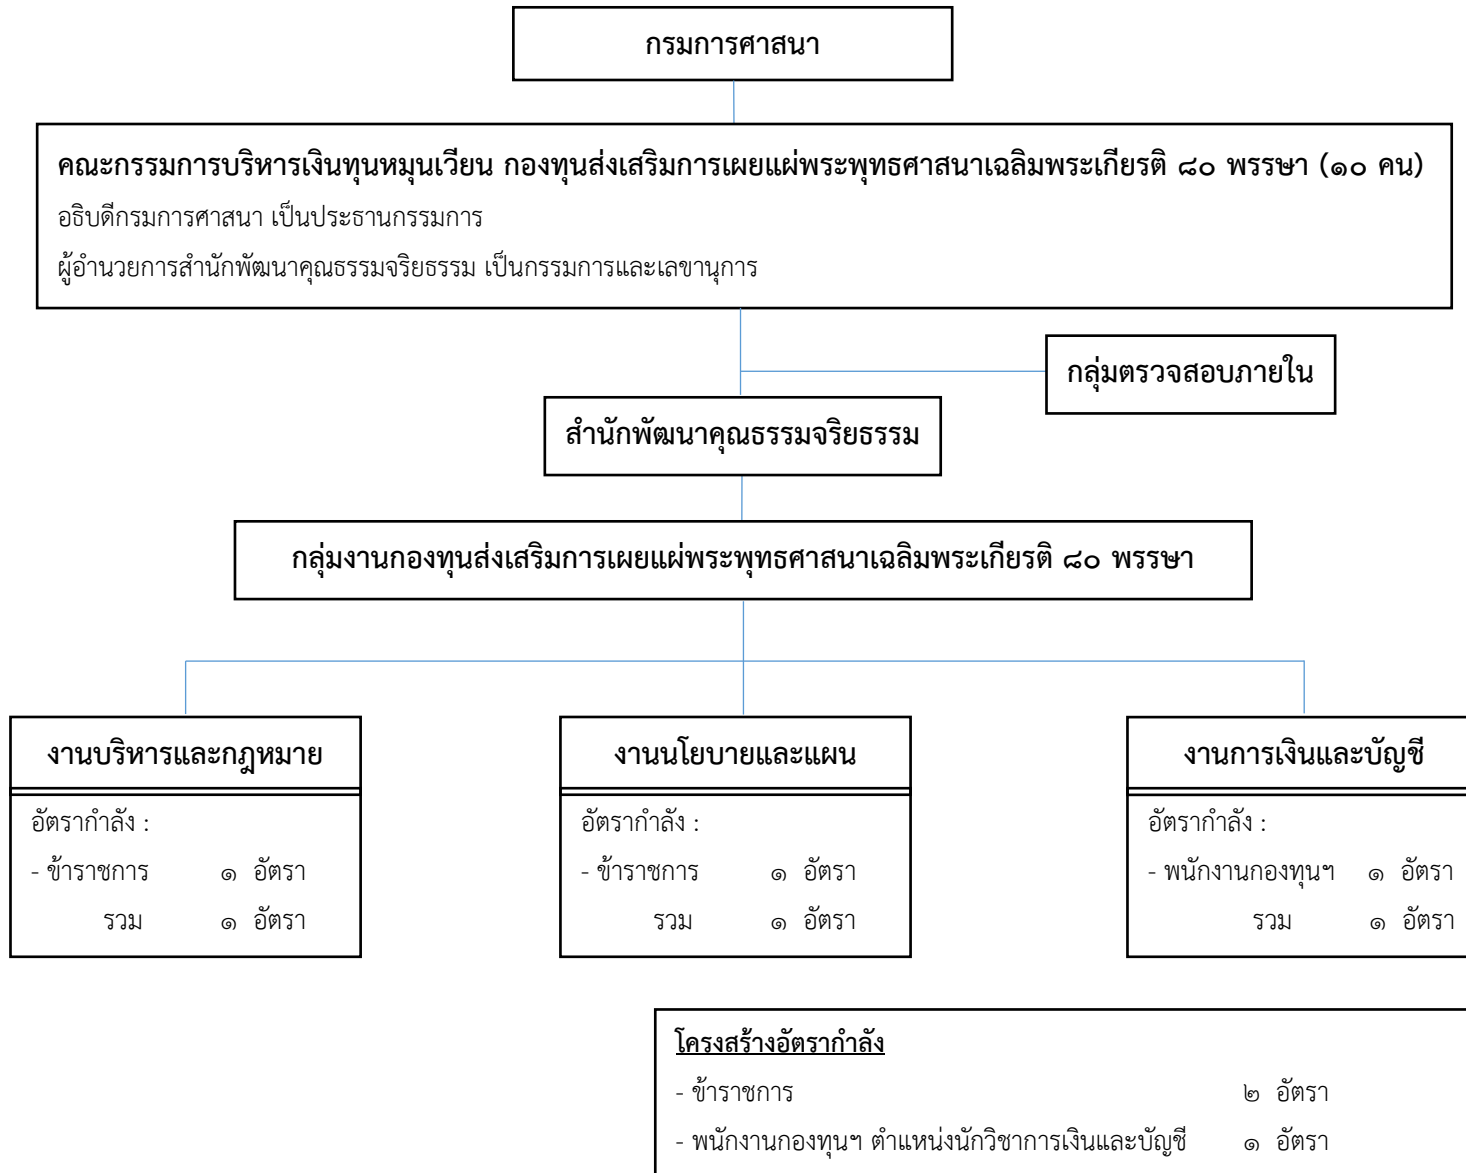 กรมการศาสนา
คณะกรรมการบริหารเงินทุนหมุนเวียน กองทุนส่งเสริมการเผยแผ่พระพุทธศาสนาเฉลิมพระเกียรติ ๘๐ พรรษา (๑๐ คน)
อธิบดีกรมการศาสนา เป็นประธานกรรมการ
ผู้อำนวยการสำนักพัฒนาคุณธรรมจริยธรรม เป็นกรรมการและเลขานุการ
กลุ่มตรวจสอบภายใน
สำนักพัฒนาคุณธรรมจริยธรรม
กลุ่มงานกองทุนส่งเสริมการเผยแผ่พระพุทธศาสนาเฉลิมพระเกียรติ ๘๐ พรรษา
งานบริหารและกฎหมาย
อัตรากำลัง :
- ข้าราชการ ๑ อัตรา
รวม ๑ อัตรา
งานนโยบายและแผน
อัตรากำลัง :
- ข้าราชการ ๑ อัตรา
รวม ๑ อัตรา
งานการเงินและบัญชี
อัตรากำลัง :
- พนักงานกองทุนฯ ๑ อัตรา
รวม ๑ อัตรา
โครงสร้างอัตรากำลัง
- ข้าราชการ ๒ อัตรา
- พนักงานกองทุนฯ ตำแหน่งนักวิชาการเงินและบัญชี ๑ อัตรา